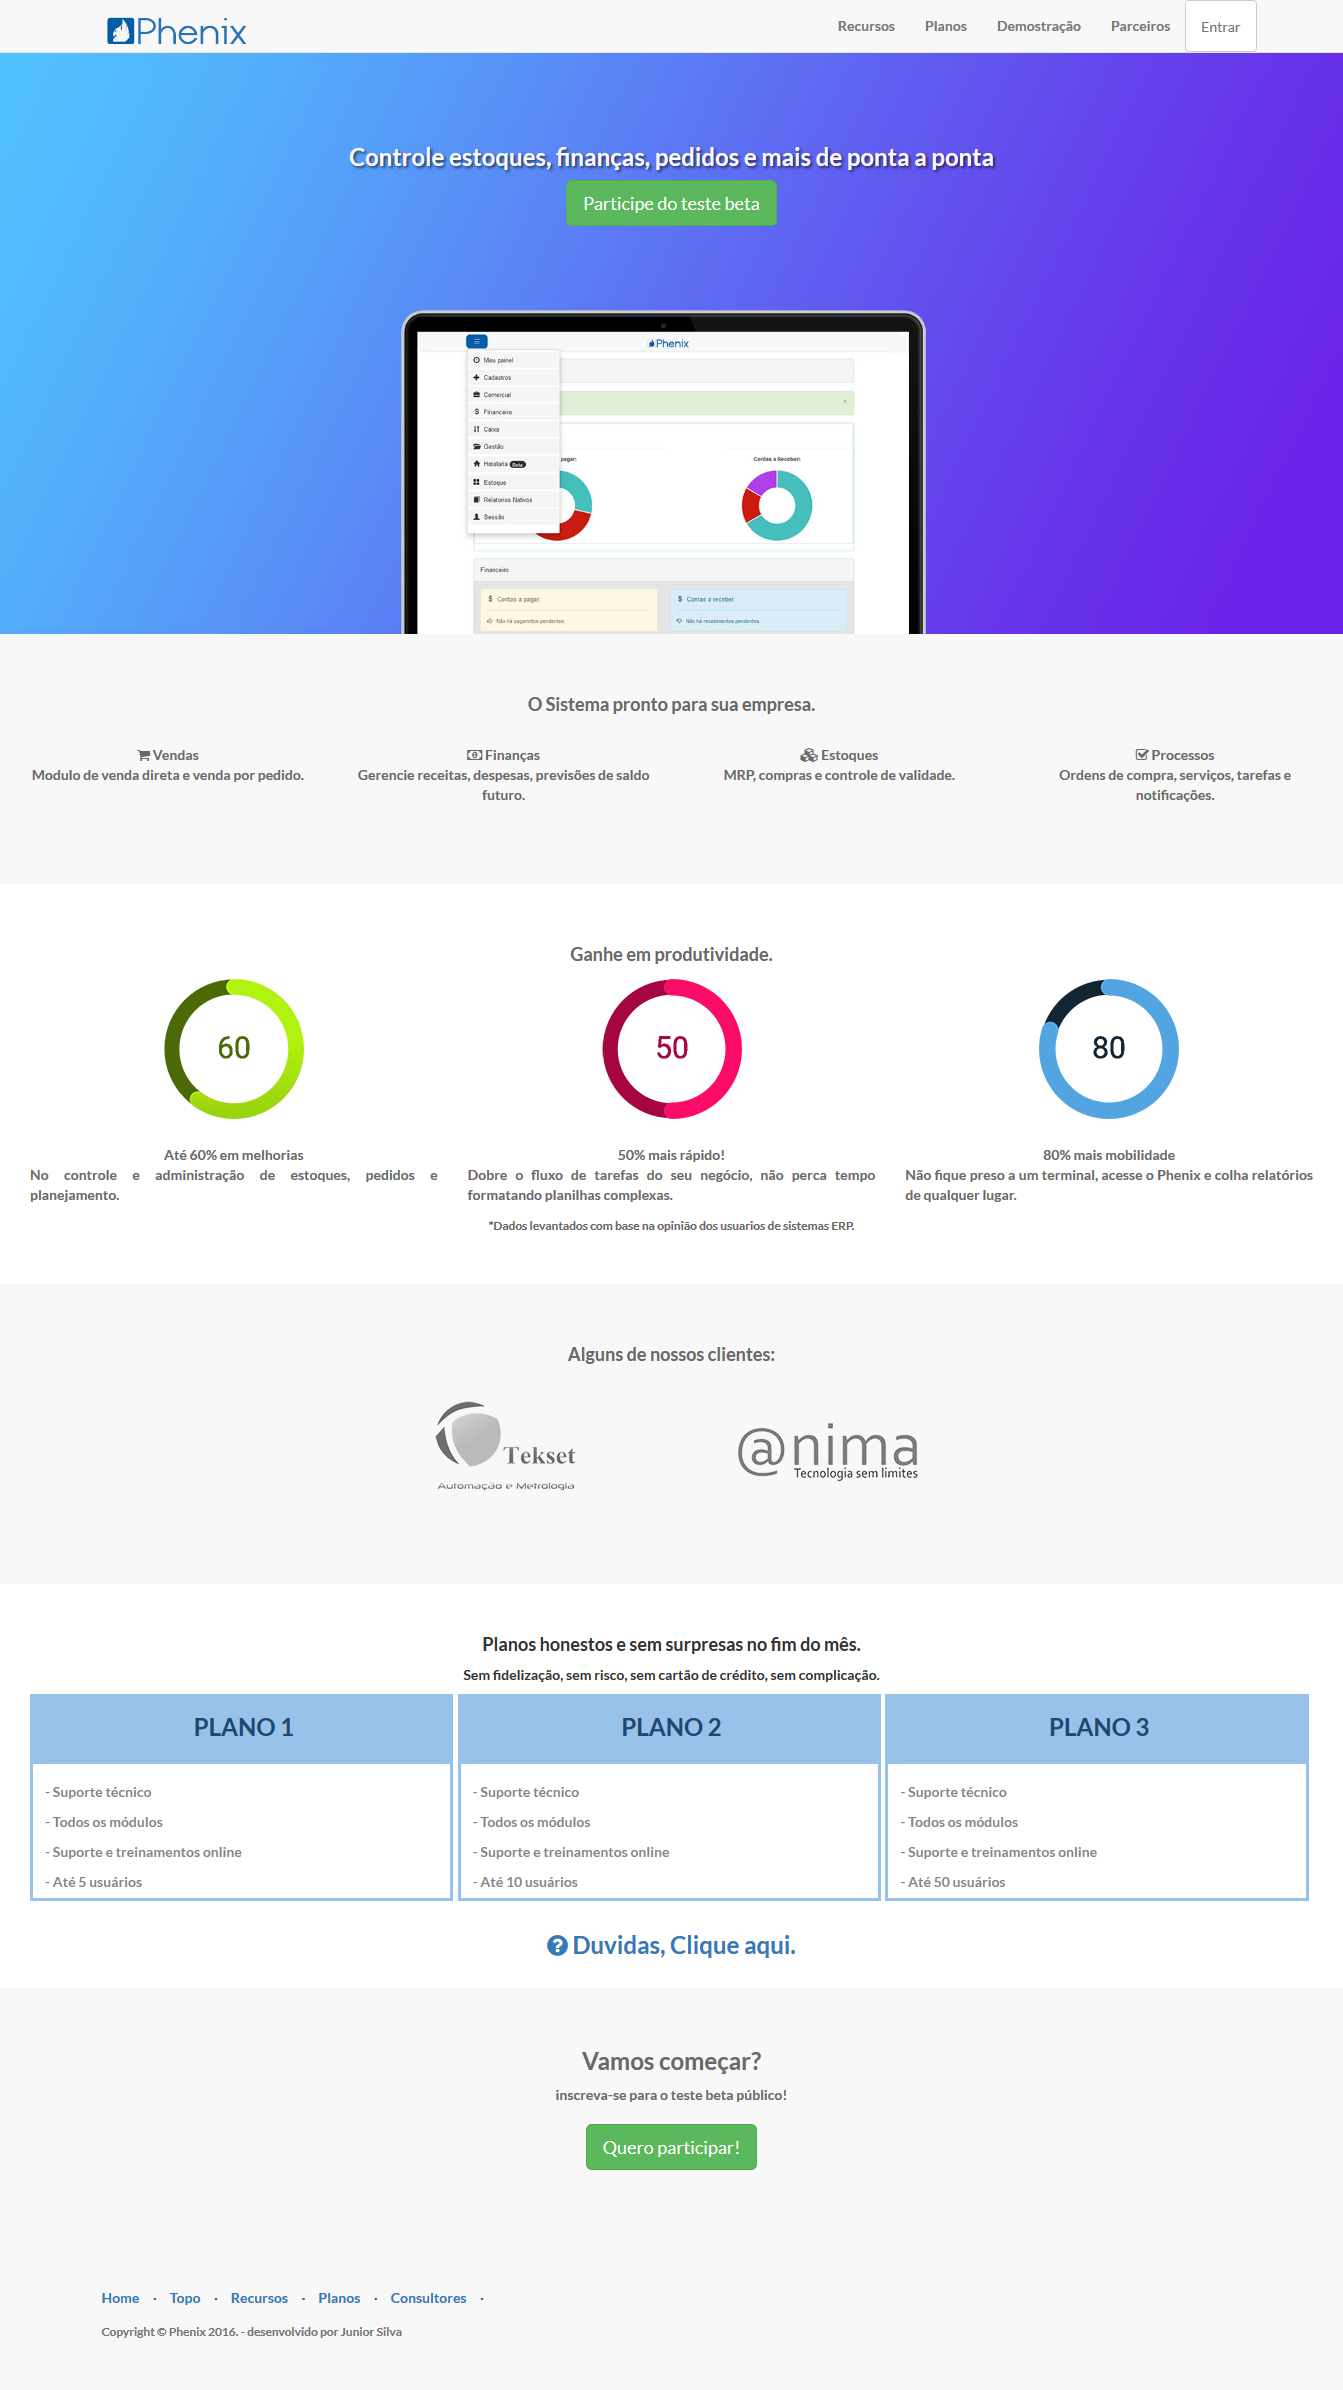 Phenix
Recursos Planos Demostração Parceiros Entrar
Controle estoques, finanças, pedidos e mais de ponta a ponta
Participe do teste beta
Phenix
Meu painel
Cadastros
Comercial
Financeiro
Caixa
Gestão
Hotelaria Beta
Estoque
Relatorios Nativos
Sessão
pagar:
Contas a Receber:
Financeiro
$ Contas a pagar:
Não há pagamntos pendentes.
$ Contas a receber:
Não há recebimentos pendentes.
O Sistema pronto para sua empresa.
Vendas
Modulo de venda direta e venda por pedido.
Finanças
Gerencie receitas, despesas, previsões de saldo
futuro.
Estoques
MRP, compras e controle de validade.
Processos
Ordens de compra, serviços, tarefas e
notificações.
Ganhe em produtividade.
60
Até 60% em melhorias
No controle e administração de estoques, pedidos e
planejamento.
50
50% mais rápido!
Dobre o fluxo de tarefas do seu negócio, não perca tempo
formatando planilhas complexas.
80
80% mais mobilidade
Não fique preso a um terminal, acesse o Phenix e colha relatórios
de qualquer lugar.
*Dados levantados com base na opinião dos usuarios de sistemas ERP.
Alguns de nossos clientes:
Tekset
Automação e Metrologia
@nima
Tecnologia sem limites
Planos honestos e sem surpresas no fim do mês.
Sem fidelização, sem risco, sem cartão de crédito, sem complicação.
PLANO 1
- Suporte técnico
- Todos os módulos
- Suporte e treinamentos online
- Até 5 usuários
PLANO 2
- Suporte técnico
- Todos os módulos
- Suporte e treinamentos online
- Até 10 usuários
PLANO 3
- Suporte técnico
- Todos os módulos
- Suporte e treinamentos online
- Até 50 usuários
Duvidas, Clique aqui.
Vamos começar?
inscreva-se para o teste beta público!
Quero participar!
Home · Topo · Recursos · Planos · Consultores ·
Copyright © Phenix 2016. - desenvolvido por Junior Silva